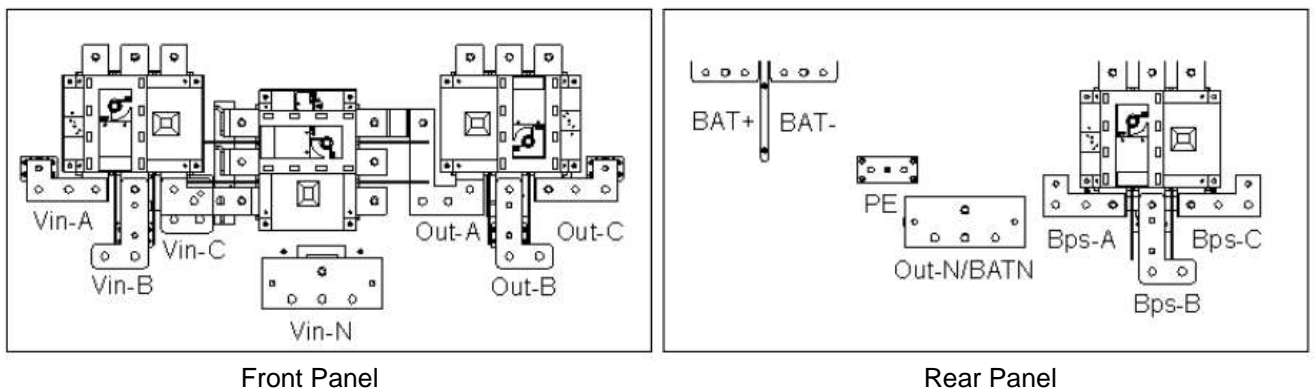 Vin-A
Vin-B
Vin-C
Vin-N
Out-A
Out-B
Out-C
BAT+
BAT-
PE
Out-N/BATN
Bps-A
Bps-B
Bps-C
Front Panel
Rear Panel